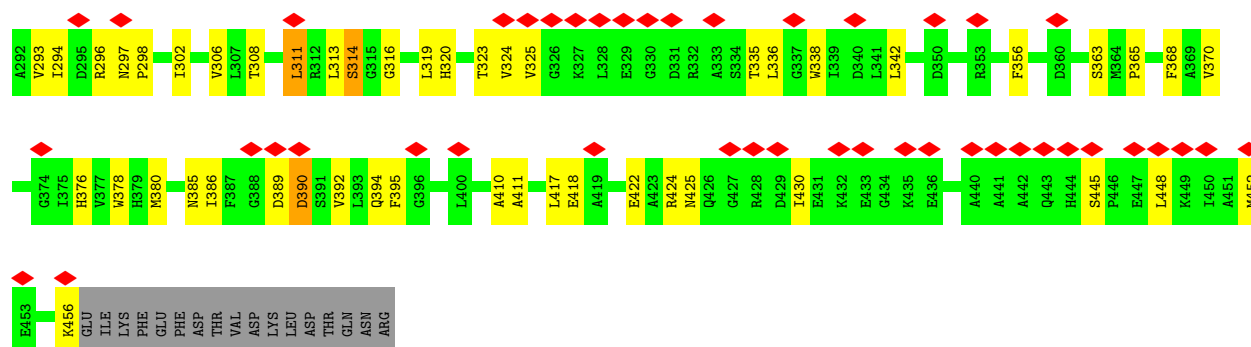 A292 V293 I294 D295 R296 N297 P298 I302 V306 L307 T308 L311 R312 L313 S314 G315 G316 L319 H320 T323 V324 V325 G326 K327 L328 E329 G330 D331 R332 A333 S334 T335 L336 G337 W338 I339 D340 L341 L342 D350 R353 F356 D360 S363 M364 P365 F368 A369 V370
G374 I375 H376 V377 W378 H379 M380 N385 I386 F387 G388 D389 D390 S391 V392 L393 Q394 F395 G396 L400 A410 A411 L417 E418 A419 E422 A423 R424 N425 Q426 G427 R428 D429 I430 E431 K432 E433 G434 K435 E436 A440 A441 A442 Q443 H444 S445 P446 E447 L448 K449 I450 A451 M452
E453 K456 GLU ILE LYS PHE GLU PHE ASP THR VAL ASP LYS LEU ASP THR GLN ASN ARG